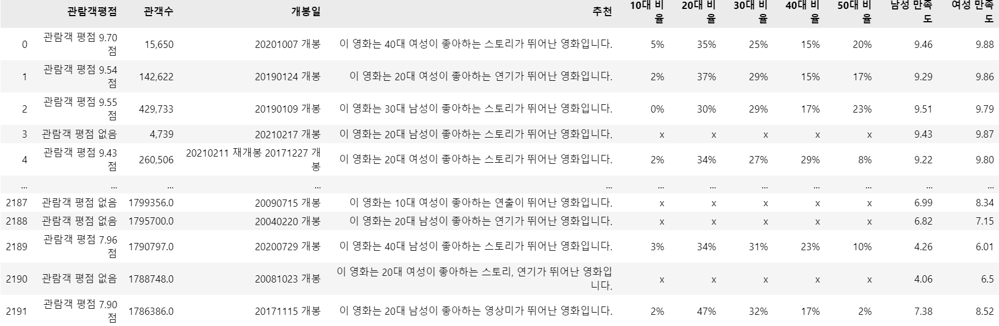 관람객평점 관객수 개봉일 추천 10대 비율 20대 비율 30대 비율 40대 비율 50대 비율 남성 만족도 여성 만족도
0 관람객 평점 9.70점 15,650 20201007 개봉 이 영화는 40대 여성이 좋아하는 스토리가 뛰어난 영화입니다. 5% 35% 25% 15% 20% 9.46 9.88
1 관람객 평점 9.54점 142,622 20190124 개봉 이 영화는 20대 여성이 좋아하는 연기가 뛰어난 영화입니다. 2% 37% 29% 15% 17% 9.29 9.86
2 관람객 평점 9.55점 429,733 20190109 개봉 이 영화는 30대 남성이 좋아하는 스토리가 뛰어난 영화입니다. 0% 30% 29% 17% 23% 9.51 9.79
3 관람객 평점 없음 4,739 20210217 개봉 이 영화는 20대 남성이 좋아하는 스토리가 뛰어난 영화입니다. x x x x x 9.43 9.87
4 관람객 평점 9.43점 260,506 20210211 재개봉 20171227 개봉 이 영화는 20대 여성이 좋아하는 스토리가 뛰어난 영화입니다. 2% 34% 27% 29% 8% 9.22 9.80
... ... ... ... ... ... ... ... ... ... ... ...
2187 관람객 평점 없음 1799356.0 20090715 개봉 이 영화는 10대 여성이 좋아하는 연출이 뛰어난 영화입니다. x x x x x 6.99 8.34
2188 관람객 평점 없음 1795700.0 20040220 개봉 이 영화는 20대 남성이 좋아하는 연기가 뛰어난 영화입니다. x x x x x 6.82 7.15
2189 관람객 평점 7.96점 1790797.0 20200729 개봉 이 영화는 40대 남성이 좋아하는 스토리가 뛰어난 영화입니다. 3% 34% 31% 23% 10% 4.26 6.01
2190 관람객 평점 없음 1788748.0 20081023 개봉 이 영화는 20대 여성이 좋아하는 스토리, 연기가 뛰어난 영화입니다. x x x x x 4.06 6.5
2191 관람객 평점 7.90점 1786386.0 20171115 개봉 이 영화는 20대 남성이 좋아하는 영상미가 뛰어난 영화입니다. 2% 47% 32% 17% 2% 7.38 8.52